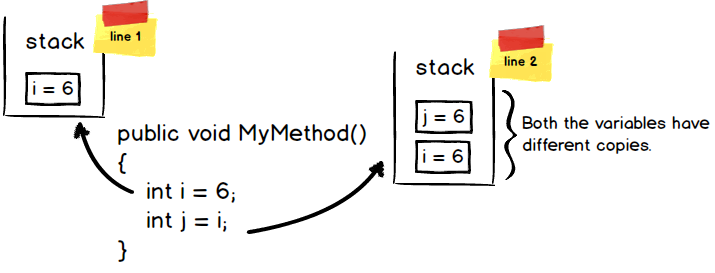 stack
line 1
i = 6
public void MyMethod()
{
int i = 6;
int j = i;
}
stack
line 2
j = 6
i = 6
Both the variables have
different copies.